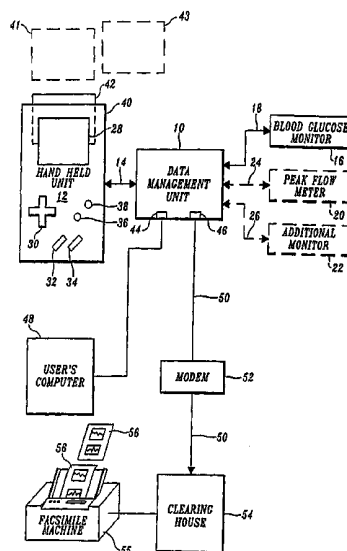 41
43
42
40
28
HAND HELD
UNIT
12
30
38
36
32
34
14
10
DATA
MANAGEMENT
UNIT
44
46
18
BLOOD GLUCOSE
MONITOR
16
24
PEAK FLOW
METER
20
26
ADDITIONAL
MONITOR
22
48
USER'S
COMPUTER
50
MODEM
52
50
56
56
FACSIMILE
MACHINE
55
CLEARING
HOUSE
54